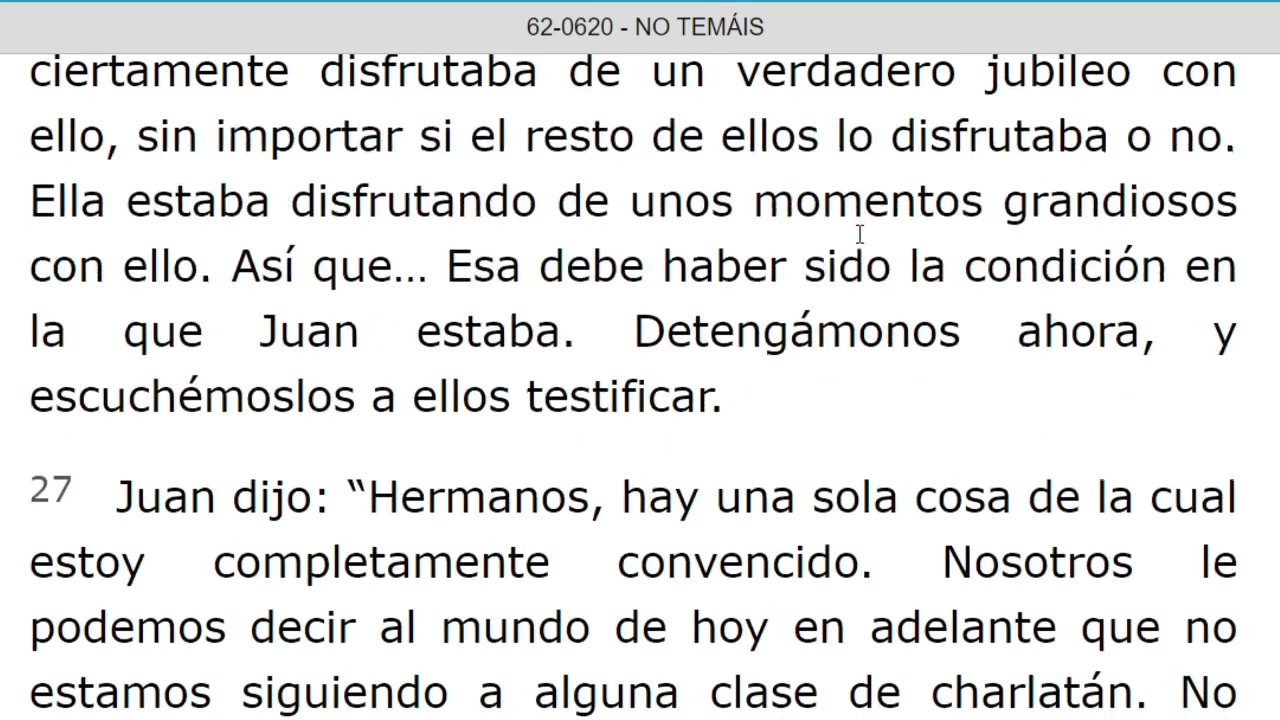 62-0620 - NO TEMÁIS
ciertamente disfrutaba de un verdadero jubileo con
ello, sin importar si el resto de ellos lo disfrutaba o no.
Ella estaba disfrutando de unos momentos grandiosos
con ello. Así que… Esa debe haber sido la condición en
la que Juan estaba. Detengámonos ahora, y
escuchémoslos a ellos testificar.
27 Juan dijo: “Hermanos, hay una sola cosa de la cual
estoy completamente convencido. Nosotros le
podemos decir al mundo de hoy en adelante que no
estamos siguiendo a alguna clase de charlatán. No